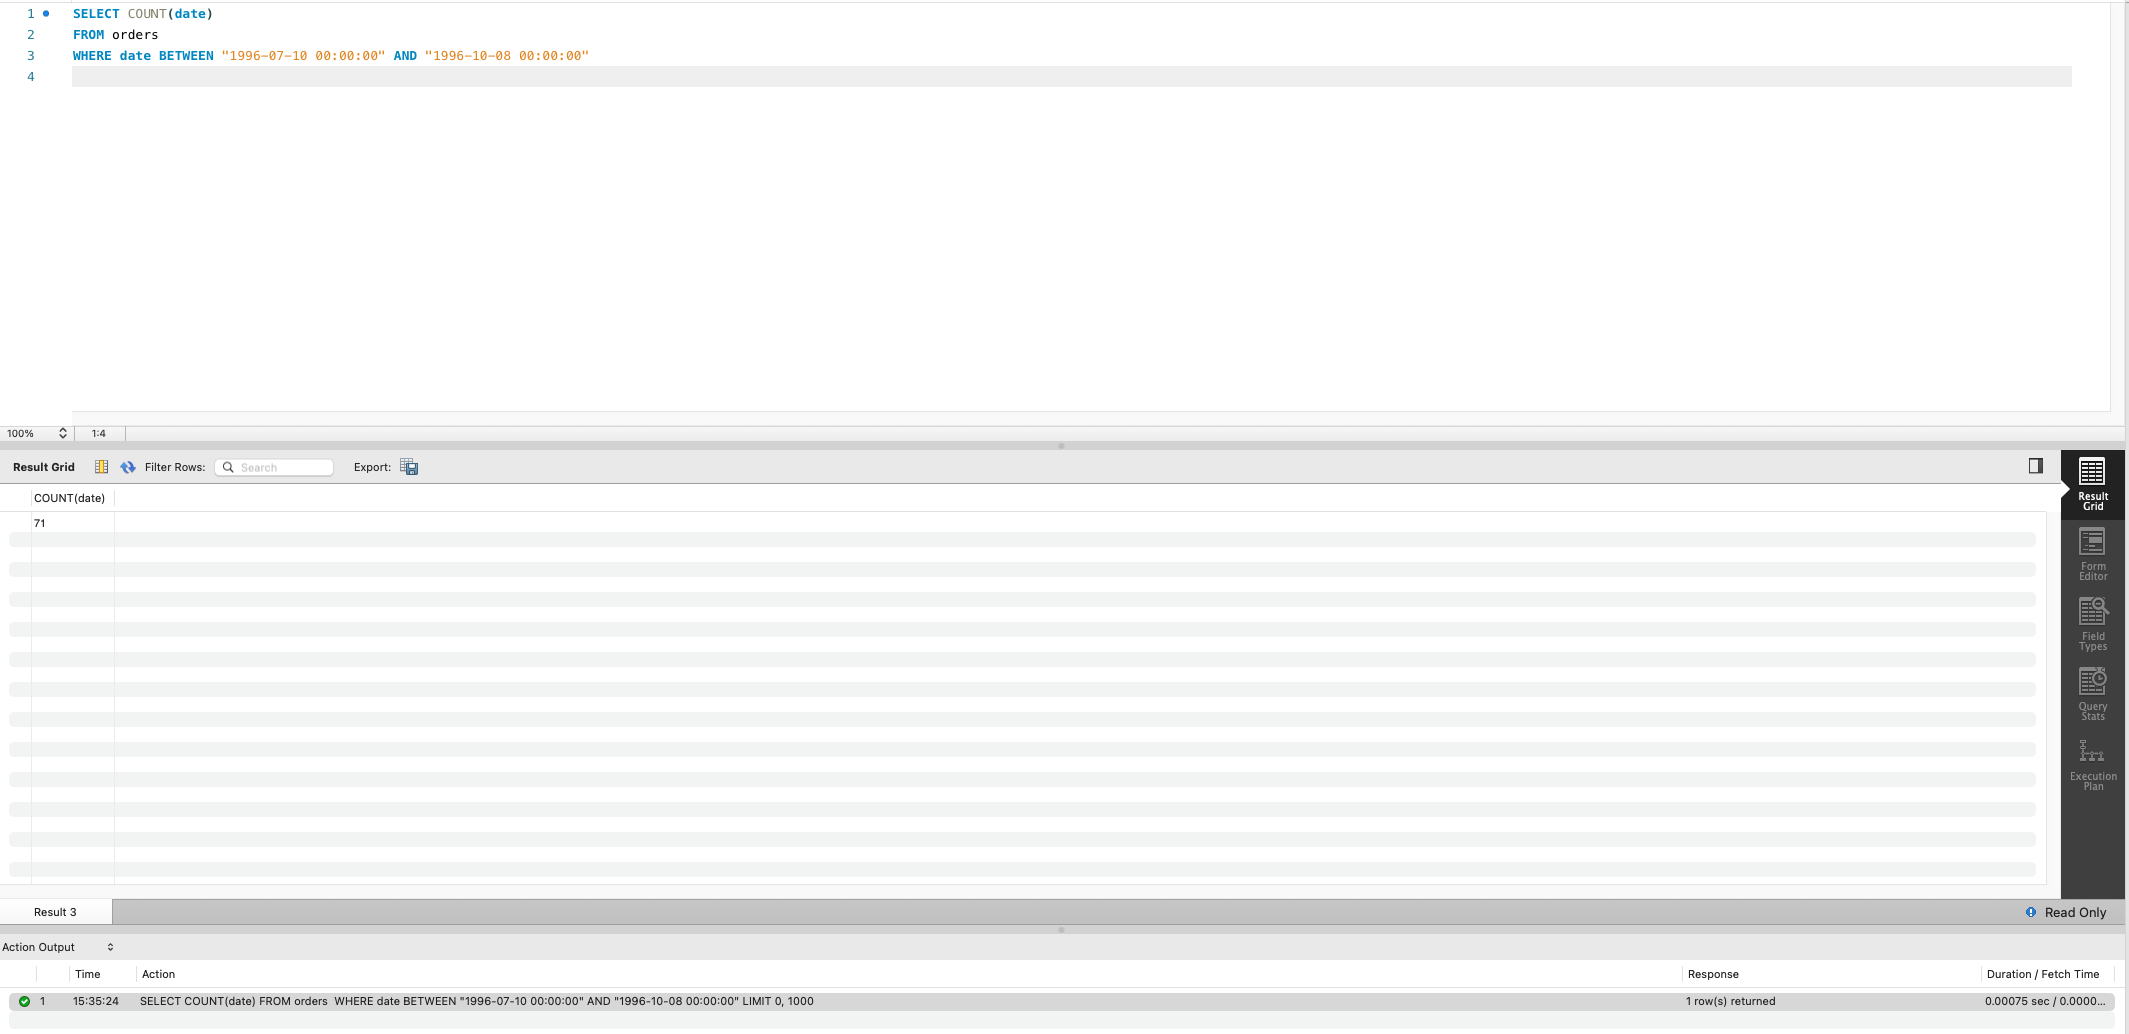 1 SELECT COUNT(date)
2 FROM orders
3 WHERE date BETWEEN "1996-07-10 00:00:00" AND "1996-10-08 00:00:00"
4
100% 1:4
Result Grid Filter Rows: Search Export:
COUNT(date)
71
Result
Grid
Form
Editor
Field
Types
Query
Stats
Execution
Plan
Result 3 Read Only
Action Output
Time Action Response Duration / Fetch Time
1 15:35:24 SELECT COUNT(date) FROM orders  WHERE date BETWEEN "1996-07-10 00:00:00" AND "1996-10-08 00:00:00" LIMIT 0, 1000 1 row(s) returned 0.00075 sec / 0.0000...